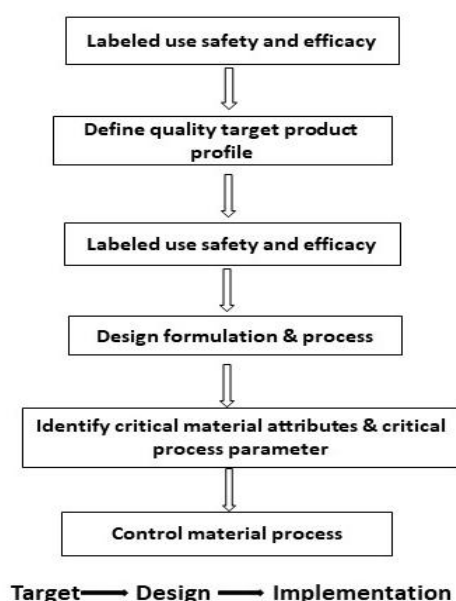 Labeled use safety and efficacy
Define quality target product
profile
Labeled use safety and efficacy
Design formulation & process
Identify critical material attributes & critical
process parameter
Control material process
Target Design Implementation